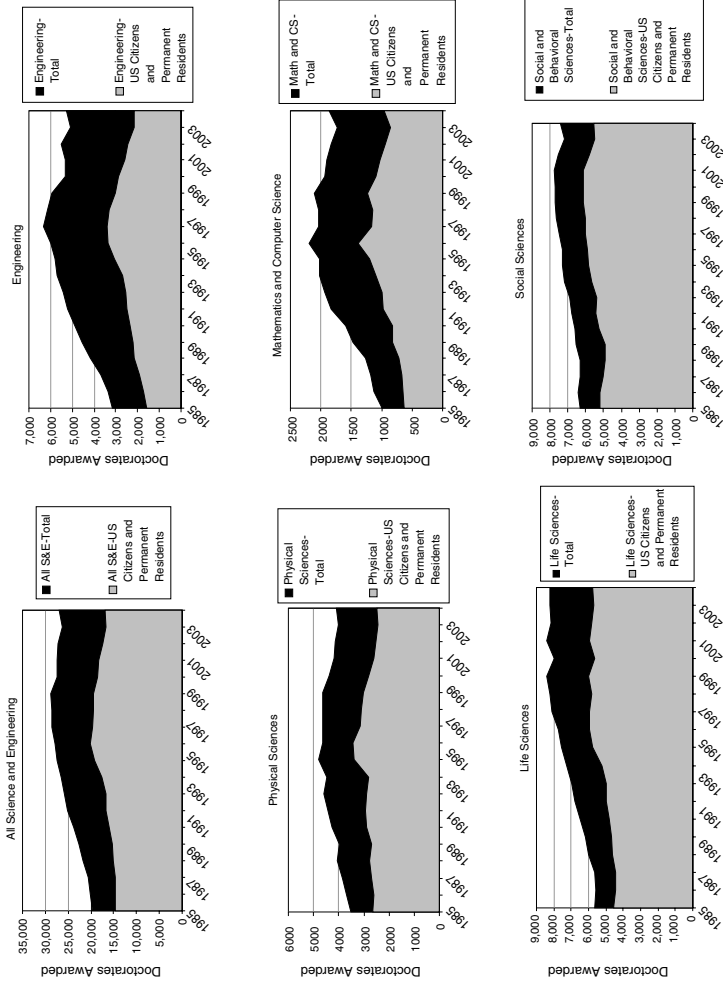 All Science and Engineering
35,000
30,000
25,000
20,000
15,000
10,000
5,000
0
Doctorates Awarded
1985
1987
1989
1991
1993
1995
1997
1999
2001
2003
All S&E-Total
All S&E-US
Citizens and
Permanent
Residents
Engineering
7,000
6,000
5,000
4,000
3,000
2,000
1,000
0
Doctorates Awarded
1985
1987
1989
1991
1993
1995
1997
1999
2001
2003
Engineering-
Total
Engineering-
US Citizens
and
Permanent
Residents
Physical Sciences
6000
5000
4000
3000
2000
1000
0
Doctorates Awarded
1985
1987
1989
1991
1993
1995
1997
1999
2001
2003
Physical
Sciences-
Total
Physical
Sciences-US
Citizens and
Permanent
Residents
Mathematics and Computer Science
2500
2000
1500
1000
500
0
Doctorates Awarded
1985
1987
1989
1991
1993
1995
1997
1999
2001
2003
Math and CS-
Total
Math and CS-
US Citizens
and
Permanent
Residents
Life Sciences
9,000
8,000
7,000
6,000
5,000
4,000
3,000
2,000
1,000
0
Doctorates Awarded
1985
1987
1989
1991
1993
1995
1997
1999
2001
2003
Life Sciences-
Total
Life Sciences-
US Citizens
and Permanent
Residents
Social Sciences
9,000
8,000
7,000
6,000
5,000
4,000
3,000
2,000
1,000
0
Doctorates Awarded
1985
1987
1989
1991
1993
1995
1997
1999
2001
2003
Social and
Behavioral
Sciences-Total
Social and
Behavioral
Sciences-US
Citizens and
Permanent
Residents